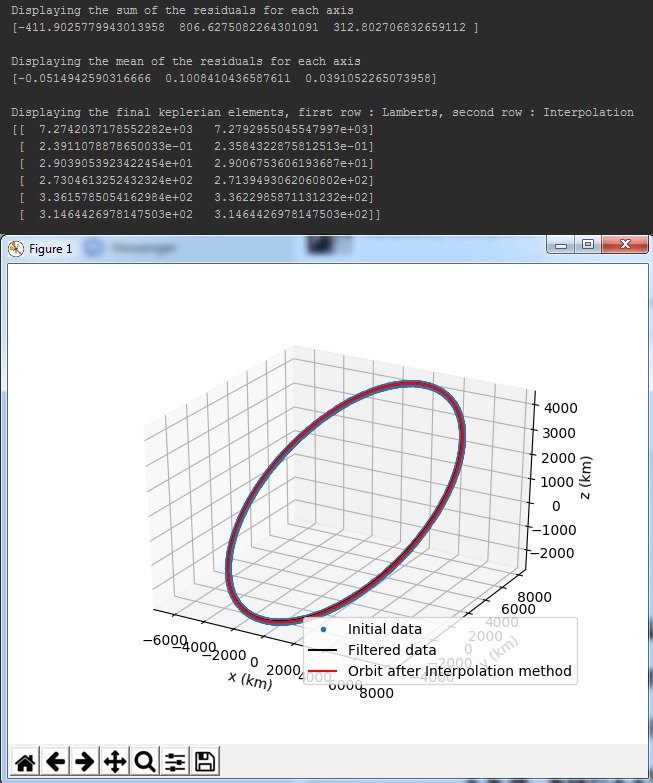 Displaying the sum of the residuals for each axis
[-411.9025779943013958  806.6275082264301091  312.802706832659112 ]
Displaying the mean of the residuals for each axis
[-0.0514942590316666  0.1008410436587611  0.0391052265073958]
Displaying the final keplerian elements, first row : Lamberts, second row : Interpolation
[[  7.2742037178552282e+03   7.2792955045547997e+03]
[  2.3911078878650033e-01   2.3584322875812513e-01]
[  2.9039053923422454e+01   2.9006753606193687e+01]
[  2.7304613252432324e+02   2.7139493062060802e+02]
[  3.3615785054162984e+02   3.3622985871131232e+02]
[  3.1464426978147503e+02   3.1464426978147503e+02]]
Figure 1
Messenger
4000
3000
2000
1000
0
−1000
−2000
z (km)
8000
6000
4000
2000
0
−2000
−4000
y (km)
−6000
−4000
−2000
0
2000
4000
6000
8000
x (km)
Initial data
Filtered data
Orbit after Interpolation method